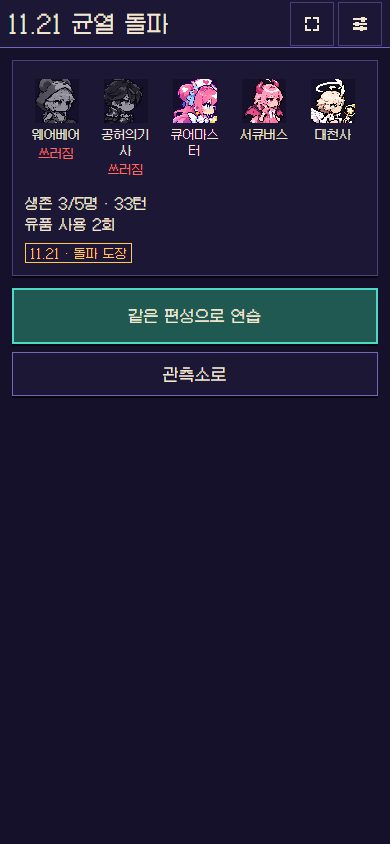 11.21 균열 돌파
웨어베어
쓰러짐
공허의기
사
쓰러짐
큐어마스
터
서큐버스
대천사
생존 3/5명 · 33턴
유품 사용 2회
11.21 · 돌파 도장
같은 편성으로 연습
관측소로